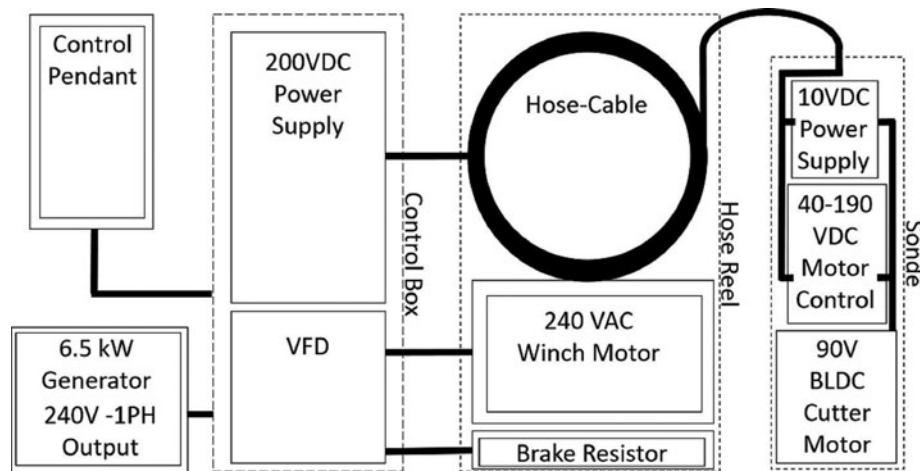 Control
Pendant
6.5 kW
Generator
240V -1PH
Output
200VDC
Power
Supply
VFD
Control Box
Hose-Cable
240 VAC
Winch Motor
Brake Resistor
Hose Reel
10VDC
Power
Supply
40-190
VDC
Motor
Control
90V
BLDC
Cutter
Motor
Sonde